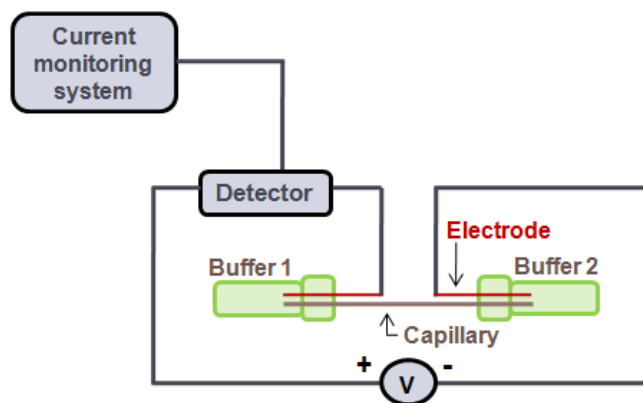 Current
monitoring
system
Detector
Electrode
Buffer 1
Buffer 2
Capillary
+
-
V